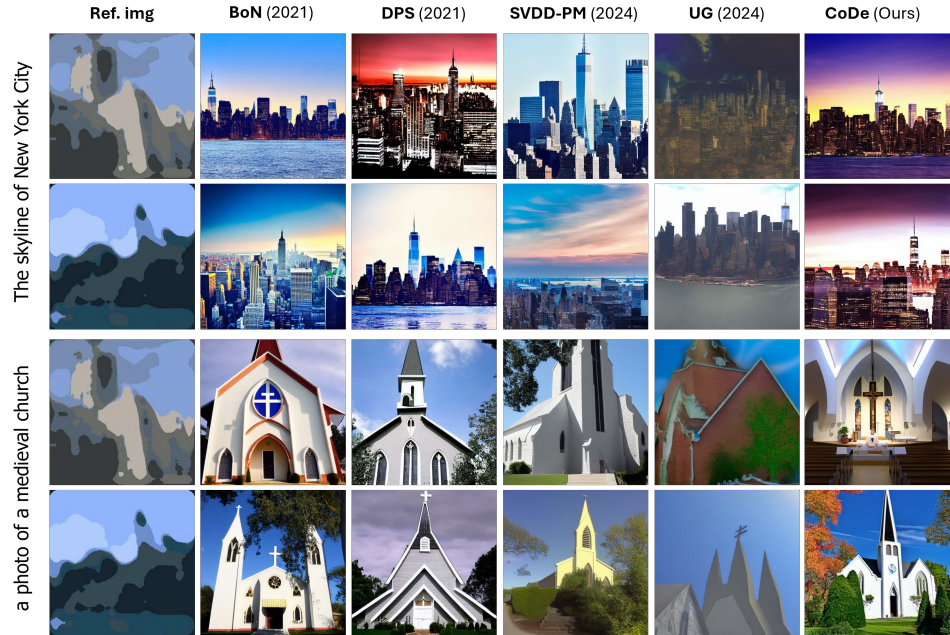 Ref. img BoN (2021) DPS (2021) SVDD-PM (2024) UG (2024) CoDe (Ours)
The skyline of New York City
a photo of a medieval church